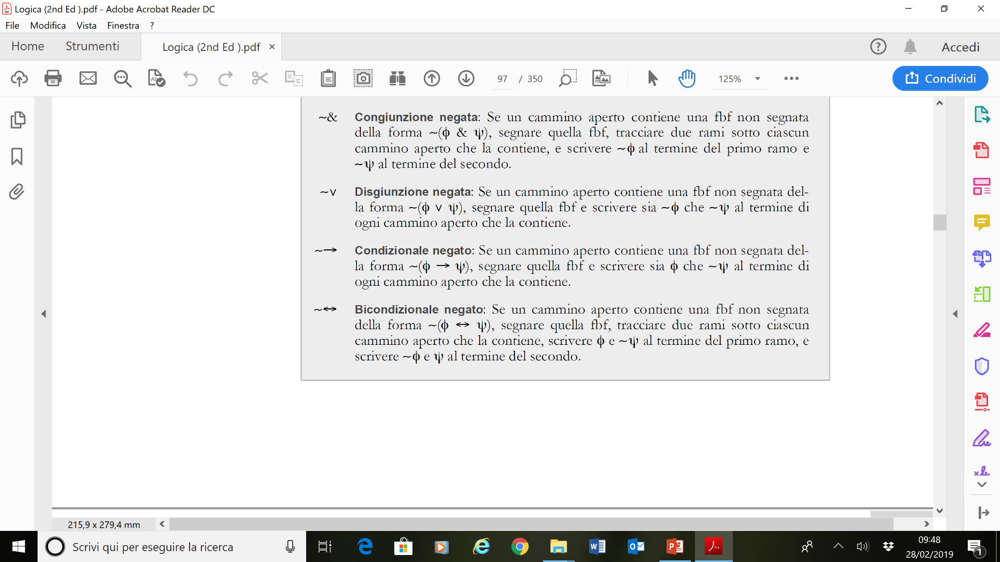 Logica (2nd Ed ).pdf - Adobe Acrobat Reader DC
File Modifica Vista Finestra ?
Home Strumenti Logica (2nd Ed ).pdf × Accedi
97 / 350 125% Condividi
~& Congiunzione negata: Se un cammino aperto contiene una fbf non segnata
della forma ~(ϕ & ψ), segnare quella fbf, tracciare due rami sotto ciascun
cammino aperto che la contiene, e scrivere ~ϕ al termine del primo ramo e
~ψ al termine del secondo.
~∨ Disgiunzione negata: Se un cammino aperto contiene una fbf non segnata del-
la forma ~(ϕ ∨ ψ), segnare quella fbf e scrivere sia ~ϕ che ~ψ al termine di
ogni cammino aperto che la contiene.
~→ Condizionale negato: Se un cammino aperto contiene una fbf non segnata del-
la forma ~(ϕ → ψ), segnare quella fbf e scrivere sia ϕ che ~ψ al termine di
ogni cammino aperto che la contiene.
~↔ Bicondizionale negato: Se un cammino aperto contiene una fbf non segnata
della forma ~(ϕ ↔ ψ), segnare quella fbf, tracciare due rami sotto ciascun
cammino aperto che la contiene, scrivere ϕ e ~ψ al termine del primo ramo, e
scrivere ~ϕ e ψ al termine del secondo.
215,9 x 279,4 mm
Scrivi qui per eseguire la ricerca
09:48
28/02/2019
1